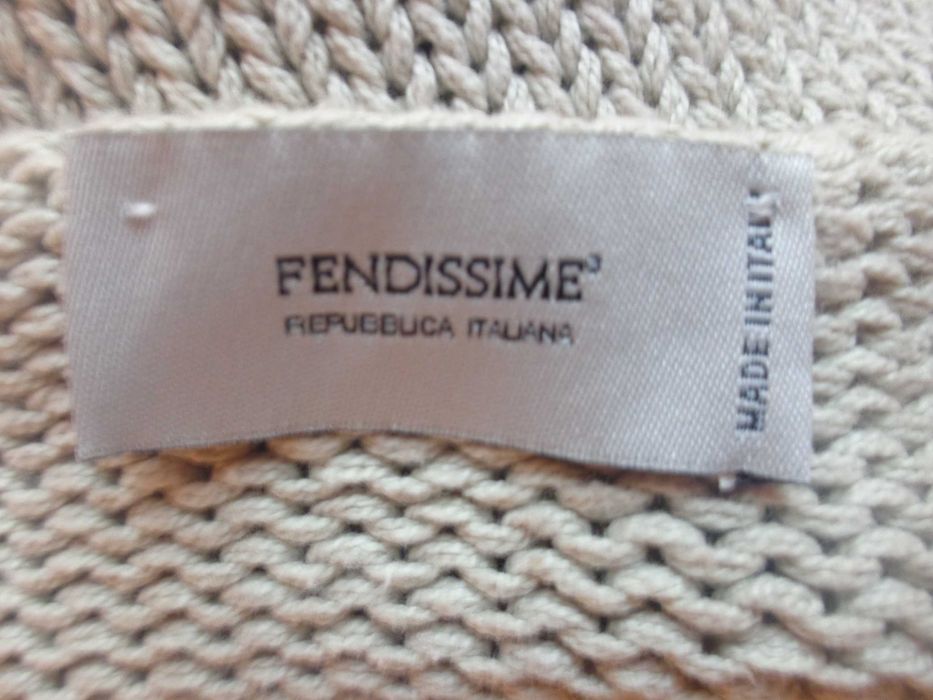 FENDISSIME®
REPUBBLICA ITALIANA
MADE IN ITALY